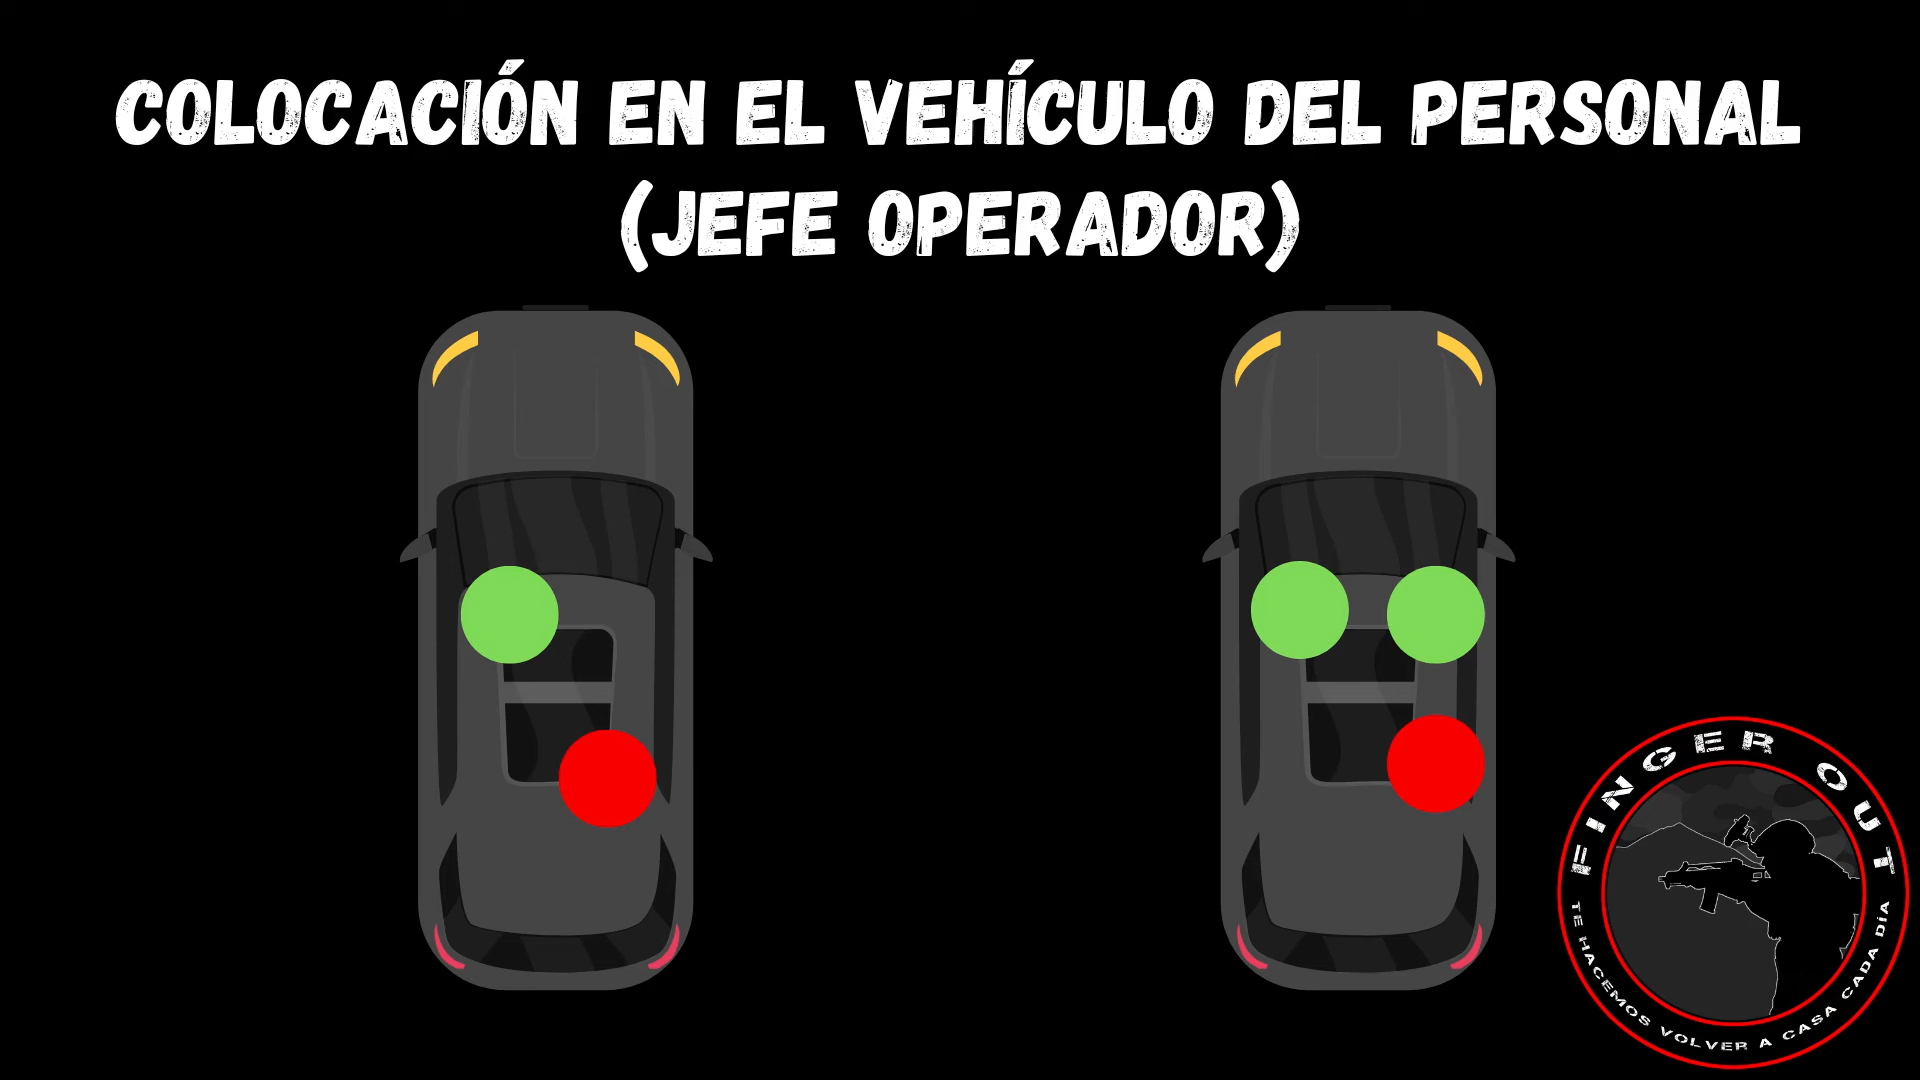 COLOCACIÓN EN EL VEHÍCULO DEL PERSONAL
(JEFE OPERADOR)
FINGER OUT
TE HACEMOS VOLVER A CASA CADA DÍA